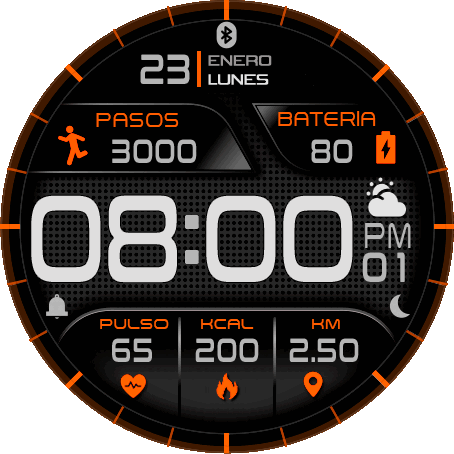 23 ENERO
LUNES
PASOS
3000
BATERIA
80
08:00
PM
01
PULSO
65
KCAL
200
KM
2.50